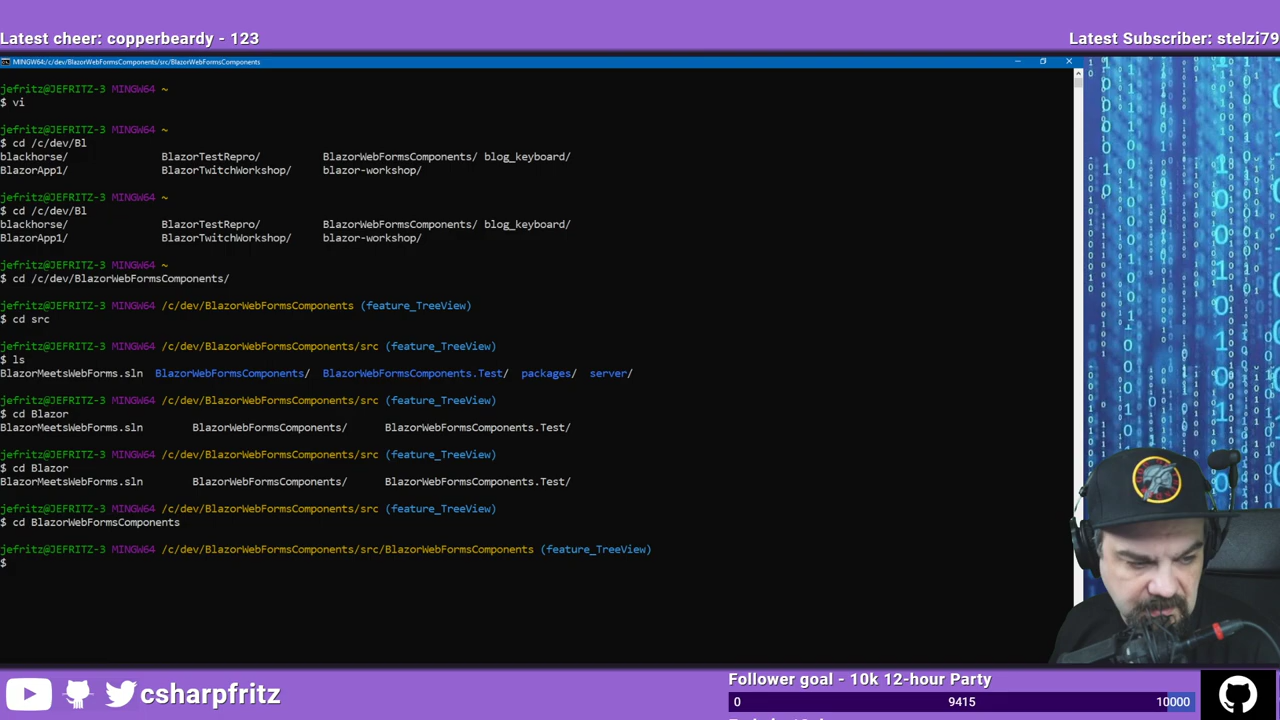 Latest cheer: copperbeardy - 123
Latest Subscriber: stelzi79
MINGW64:/c/dev/BlazorWebFormsComponents/src/BlazorWebFormsComponents
jefritz@JEFRITZ-3 MINGW64 ~
$ vi
jefritz@JEFRITZ-3 MINGW64 ~
$ cd /c/dev/Bl
blackhorse/ BlazorTestRepro/ BlazorWebFormsComponents/ blog_keyboard/
BlazorApp1/ BlazorTwitchWorkshop/ blazor-workshop/
jefritz@JEFRITZ-3 MINGW64 ~
$ cd /c/dev/Bl
blackhorse/ BlazorTestRepro/ BlazorWebFormsComponents/ blog_keyboard/
BlazorApp1/ BlazorTwitchWorkshop/ blazor-workshop/
jefritz@JEFRITZ-3 MINGW64 ~
$ cd /c/dev/BlazorWebFormsComponents/
jefritz@JEFRITZ-3 MINGW64 /c/dev/BlazorWebFormsComponents (feature_TreeView)
$ cd src
jefritz@JEFRITZ-3 MINGW64 /c/dev/BlazorWebFormsComponents/src (feature_TreeView)
$ ls
BlazorMeetsWebForms.sln BlazorWebFormsComponents/ BlazorWebFormsComponents.Test/ packages/ server/
jefritz@JEFRITZ-3 MINGW64 /c/dev/BlazorWebFormsComponents/src (feature_TreeView)
$ cd Blazor
BlazorMeetsWebForms.sln BlazorWebFormsComponents/ BlazorWebFormsComponents.Test/
jefritz@JEFRITZ-3 MINGW64 /c/dev/BlazorWebFormsComponents/src (feature_TreeView)
$ cd Blazor
BlazorMeetsWebForms.sln BlazorWebFormsComponents/ BlazorWebFormsComponents.Test/
jefritz@JEFRITZ-3 MINGW64 /c/dev/BlazorWebFormsComponents/src (feature_TreeView)
$ cd BlazorWebFormsComponents
jefritz@JEFRITZ-3 MINGW64 /c/dev/BlazorWebFormsComponents/src/BlazorWebFormsComponents (feature_TreeView)
$
csharpfritz
Follower goal - 10k 12-hour Party
0 9415 10000